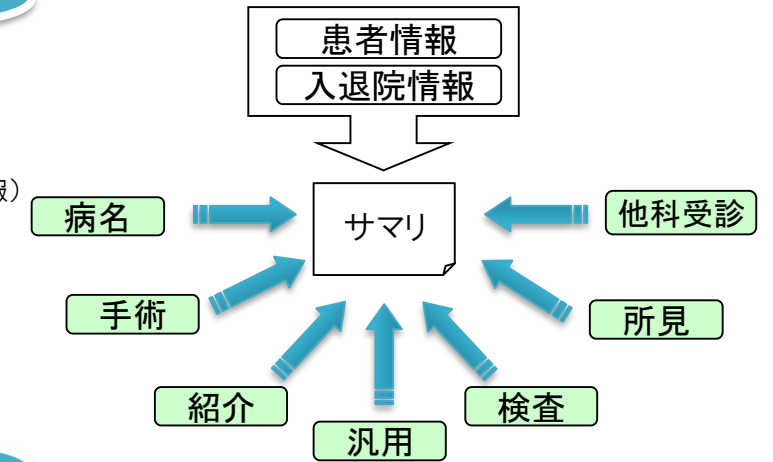 患者情報
入退院情報
報）
病名
サマリ
他科受診
手術
所見
紹介
検査
汎用